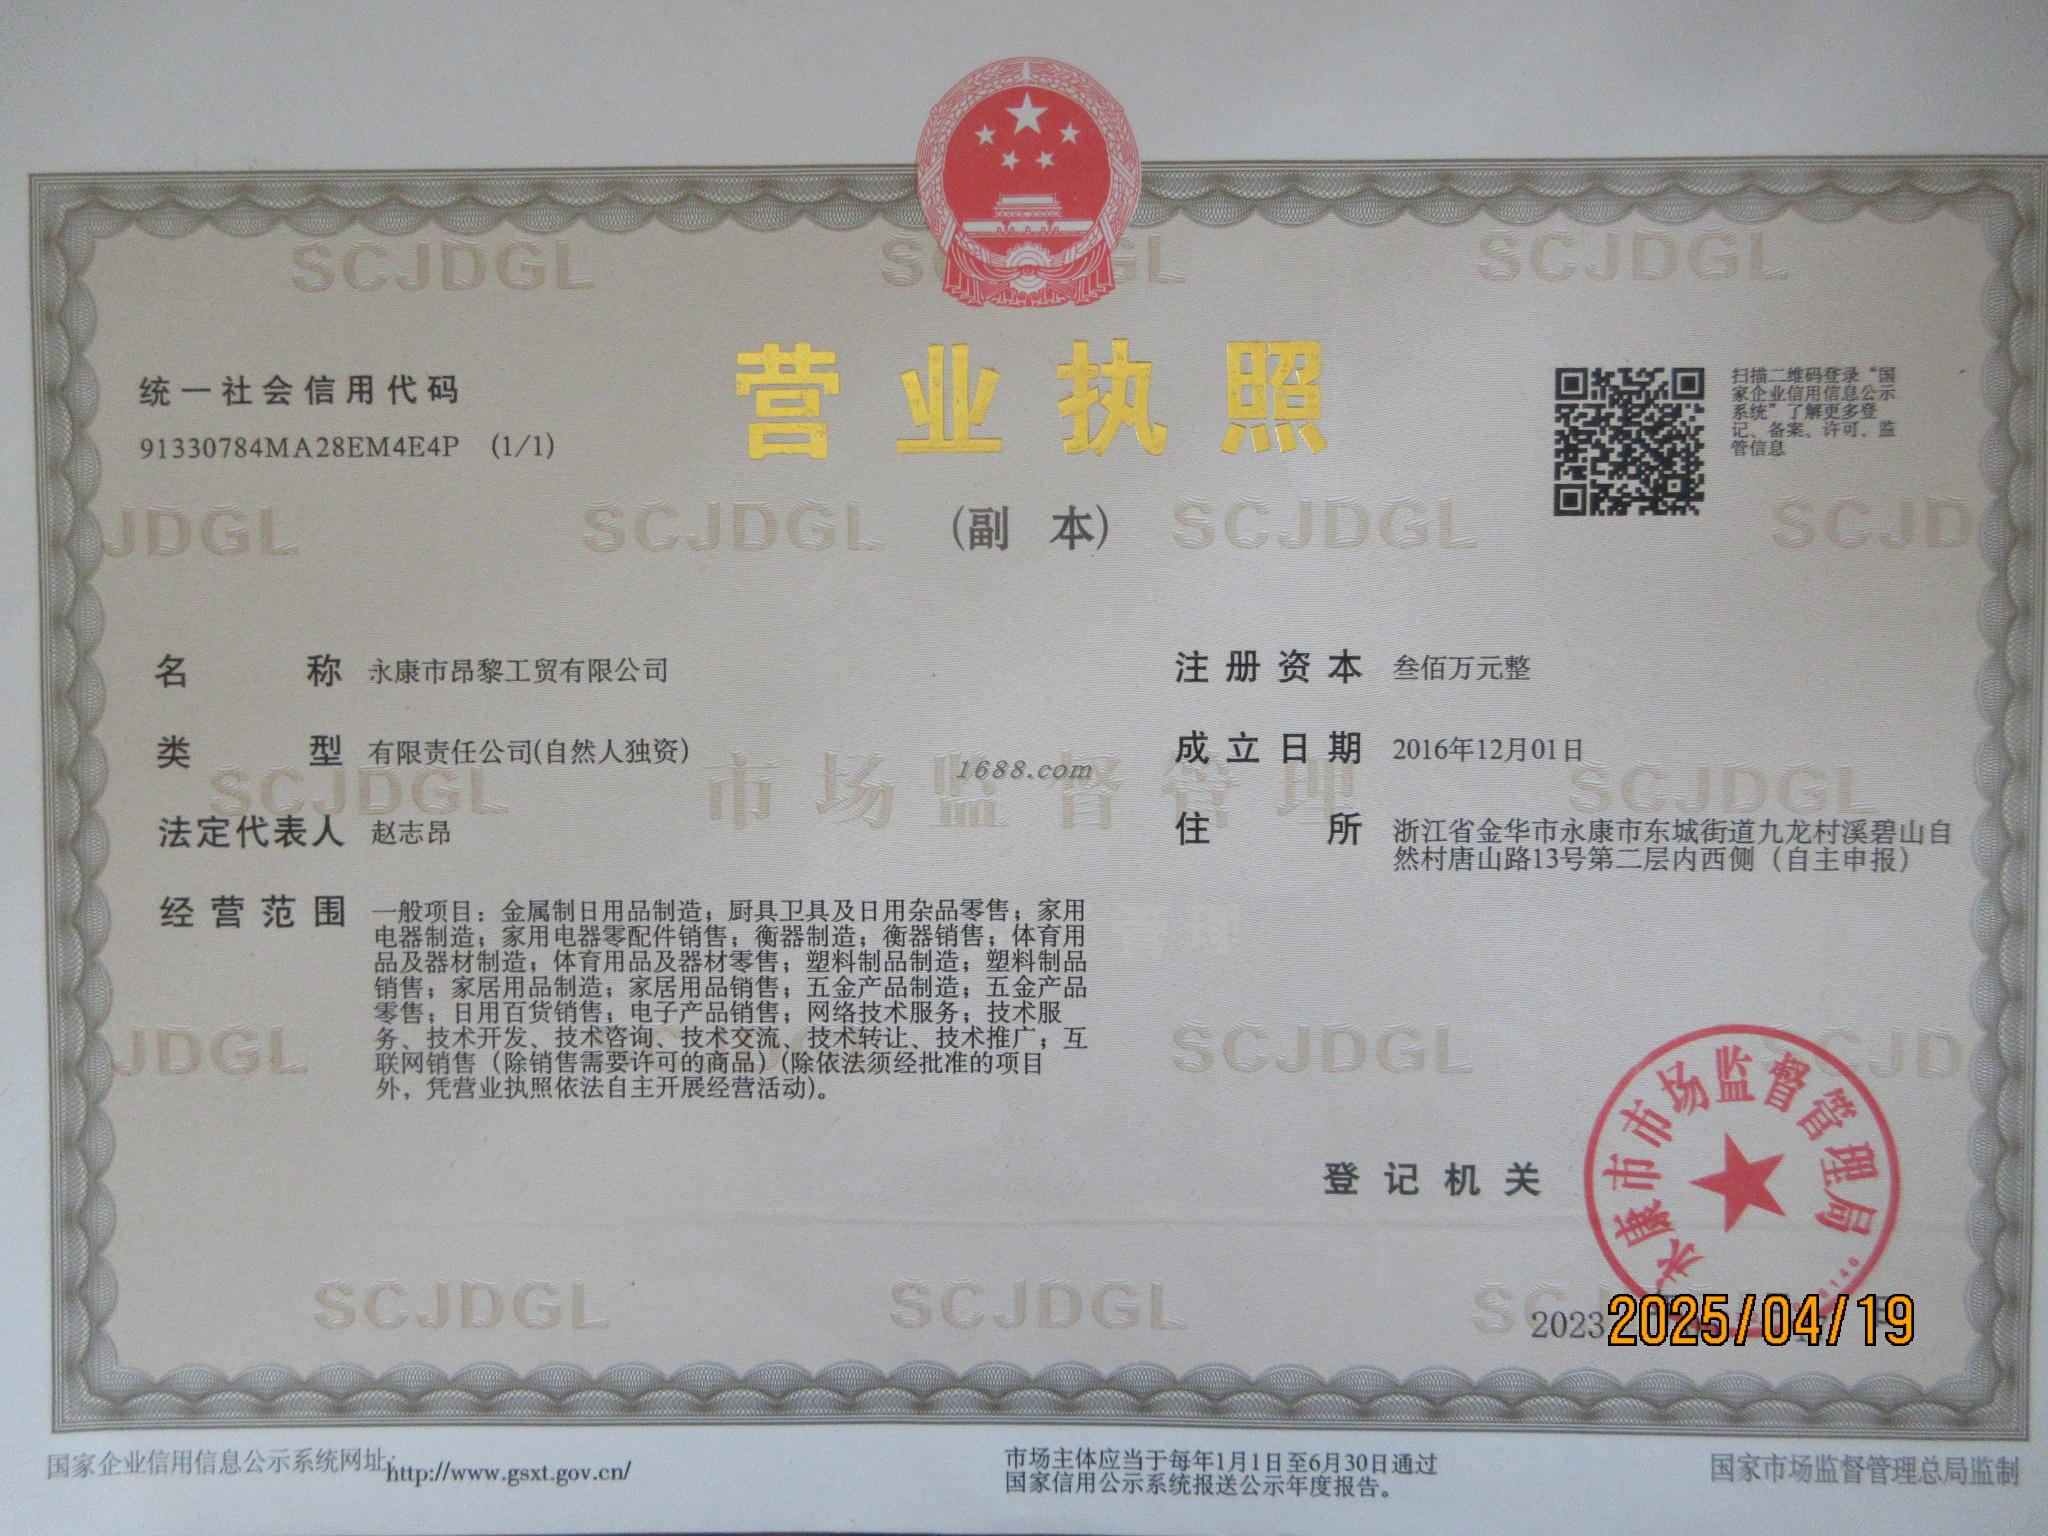 营业执照
(副 本)
统一社会信用代码
91330784MA28EM4E4P (1/1)
扫描二维码登录“国
家企业信用信息公示
系统”了解更多登
记、备案、许可、监
管信息
名 称 永康市昂黎工贸有限公司
类 型 有限责任公司(自然人独资)
法定代表人 赵志昂
经营范围 一般项目：金属制日用品制造；厨具卫具及日用杂品零售；家用
电器制造；家用电器零配件销售；衡器制造；衡器销售；体育用
品及器材制造；体育用品及器材零售；塑料制品制造；塑料制品
销售；家居用品制造；家居用品销售；五金产品制造；五金产品
零售；日用百货销售；电子产品销售；网络技术服务；技术服
务、技术开发、技术咨询、技术交流、技术转让、技术推广；互
联网销售（除销售需要许可的商品）(除依法须经批准的项目
外，凭营业执照依法自主开展经营活动)。
注册资本 叁佰万元整
成立日期 2016年12月01日
住 所 浙江省金华市永康市东城街道九龙村溪碧山自
然村唐山路13号第二层内西侧（自主申报）
1688.com
市场监督管理
SCJDGL
登记机关
永康市市场监督管理局
2023
2025/04/19
国家企业信用信息公示系统网址：http://www.gsxt.gov.cn/
市场主体应当于每年1月1日至6月30日通过
国家信用公示系统报送公示年度报告。
国家市场监督管理总局监制